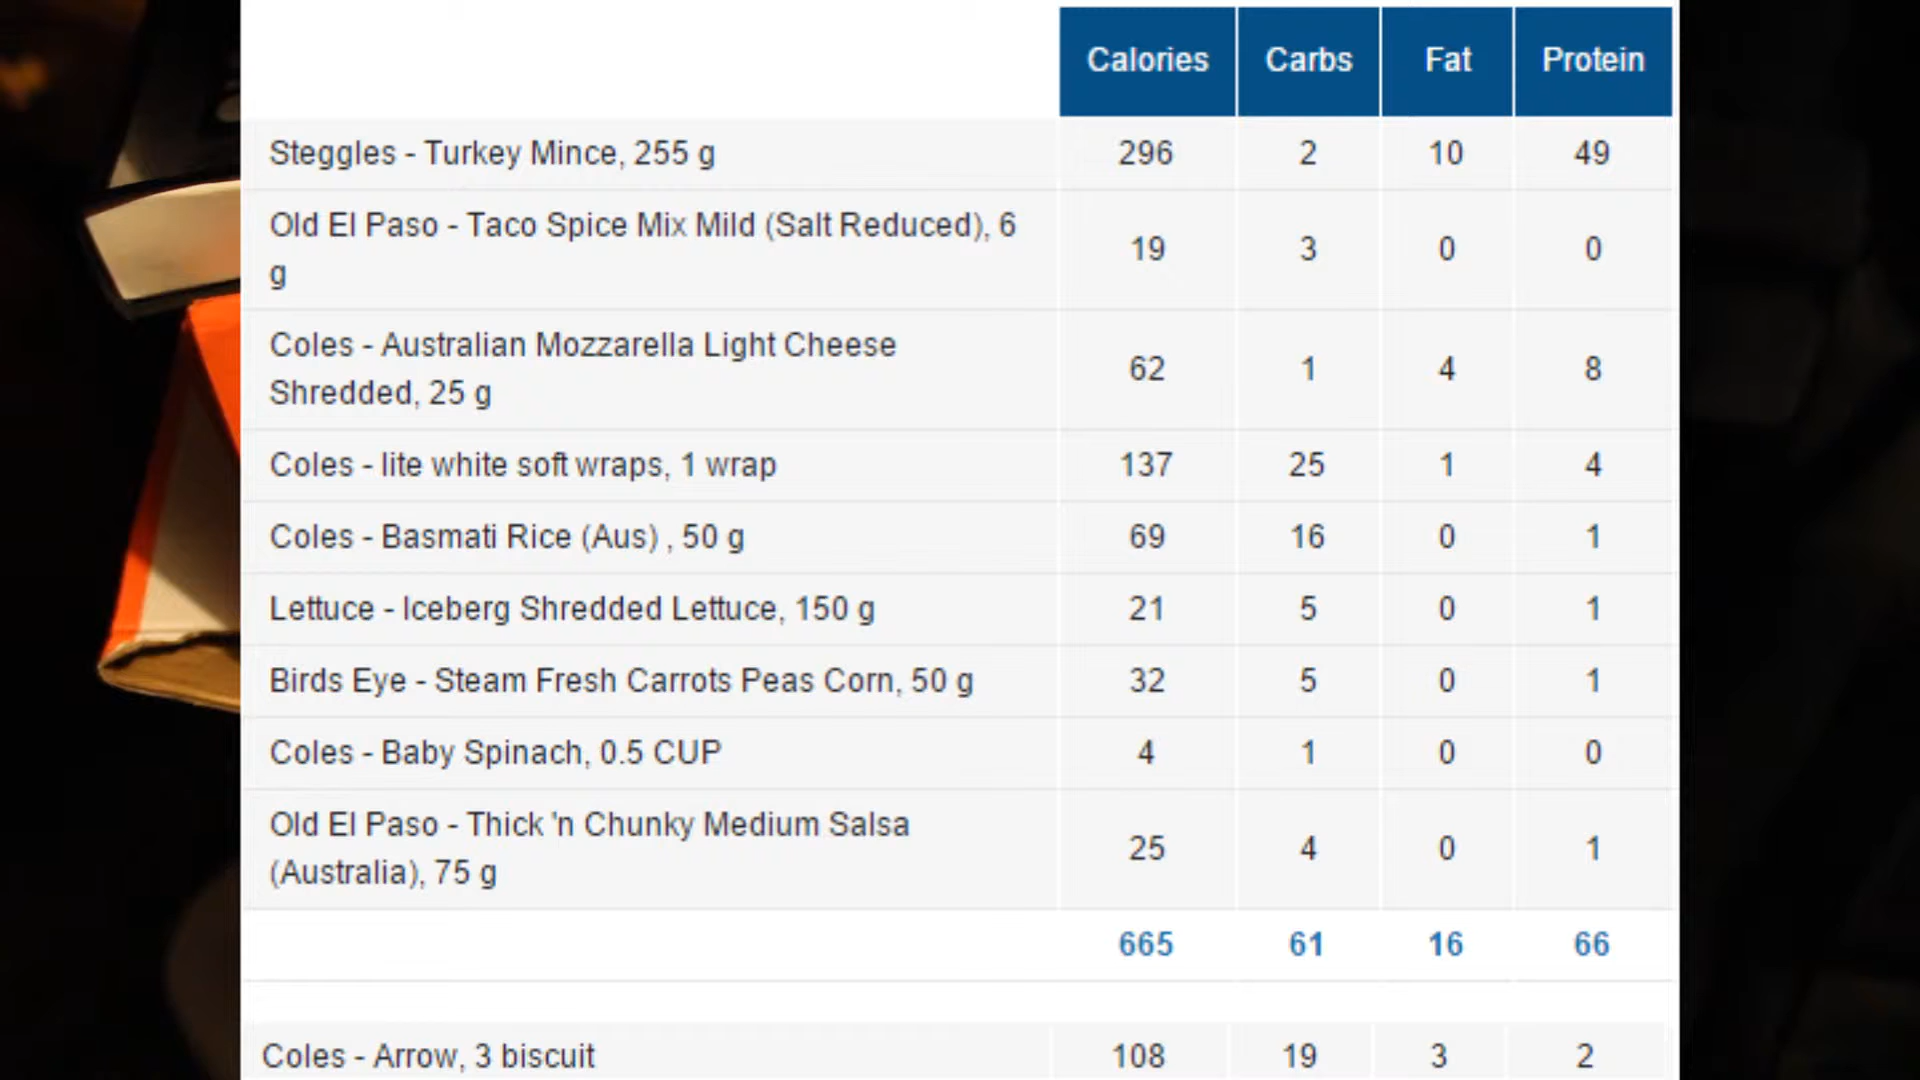 Calories Carbs Fat Protein
Steggles - Turkey Mince, 255 g 296 2 10 49
Old El Paso - Taco Spice Mix Mild (Salt Reduced), 6
g 19 3 0 0
Coles - Australian Mozzarella Light Cheese
Shredded, 25 g 62 1 4 8
Coles - lite white soft wraps, 1 wrap 137 25 1 4
Coles - Basmati Rice (Aus) , 50 g 69 16 0 1
Lettuce - Iceberg Shredded Lettuce, 150 g 21 5 0 1
Birds Eye - Steam Fresh Carrots Peas Corn, 50 g 32 5 0 1
Coles - Baby Spinach, 0.5 CUP 4 1 0 0
Old El Paso - Thick 'n Chunky Medium Salsa
(Australia), 75 g 25 4 0 1
665 61 16 66
Coles - Arrow, 3 biscuit 108 19 3 2